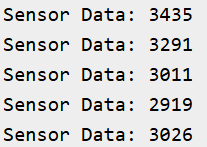 Sensor Data: 3435
Sensor Data: 3291
Sensor Data: 3011
Sensor Data: 2919
Sensor Data: 3026